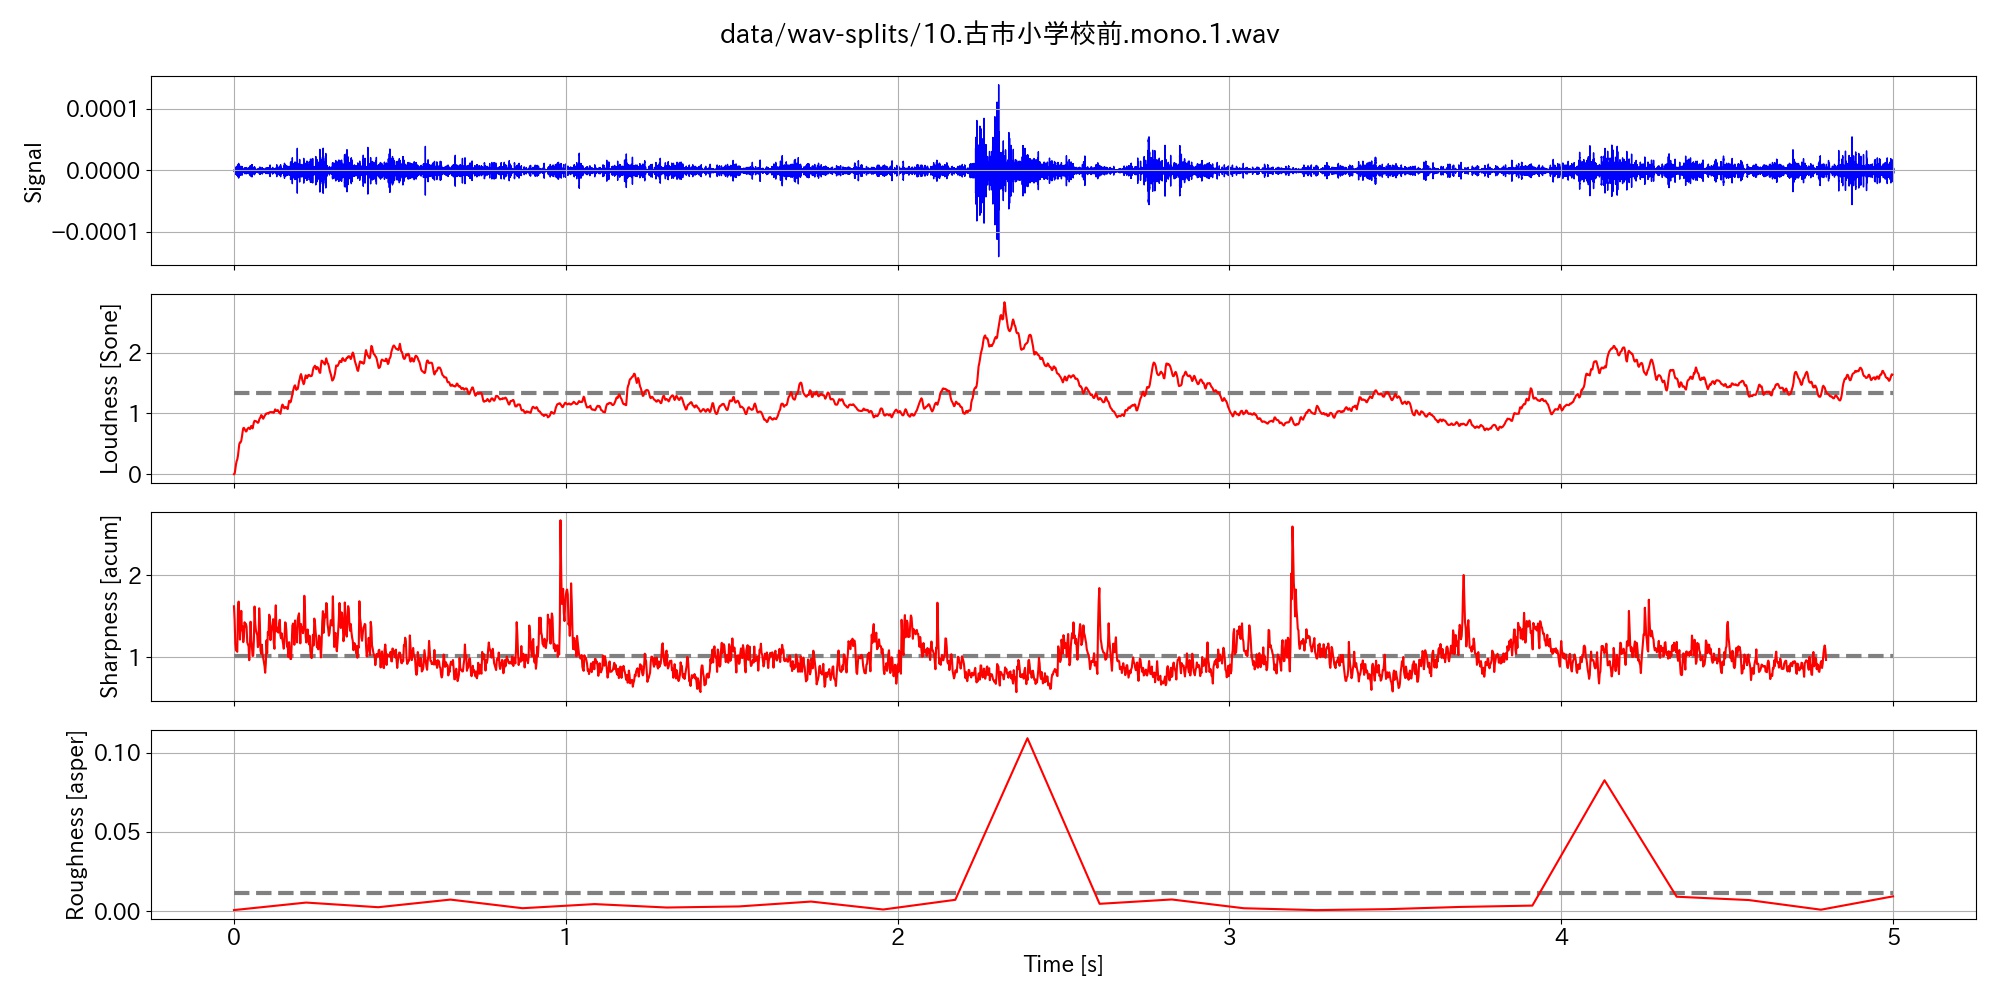 data/wav-splits/10.古市小学校前.mono.1.wav
Signal
0.0001
0.0000
−0.0001
Loudness [Sone]
2
1
0
Sharpness [acum]
2
1
Roughness [asper]
0.10
0.05
0.00
0 1 2 3 4 5
Time [s]